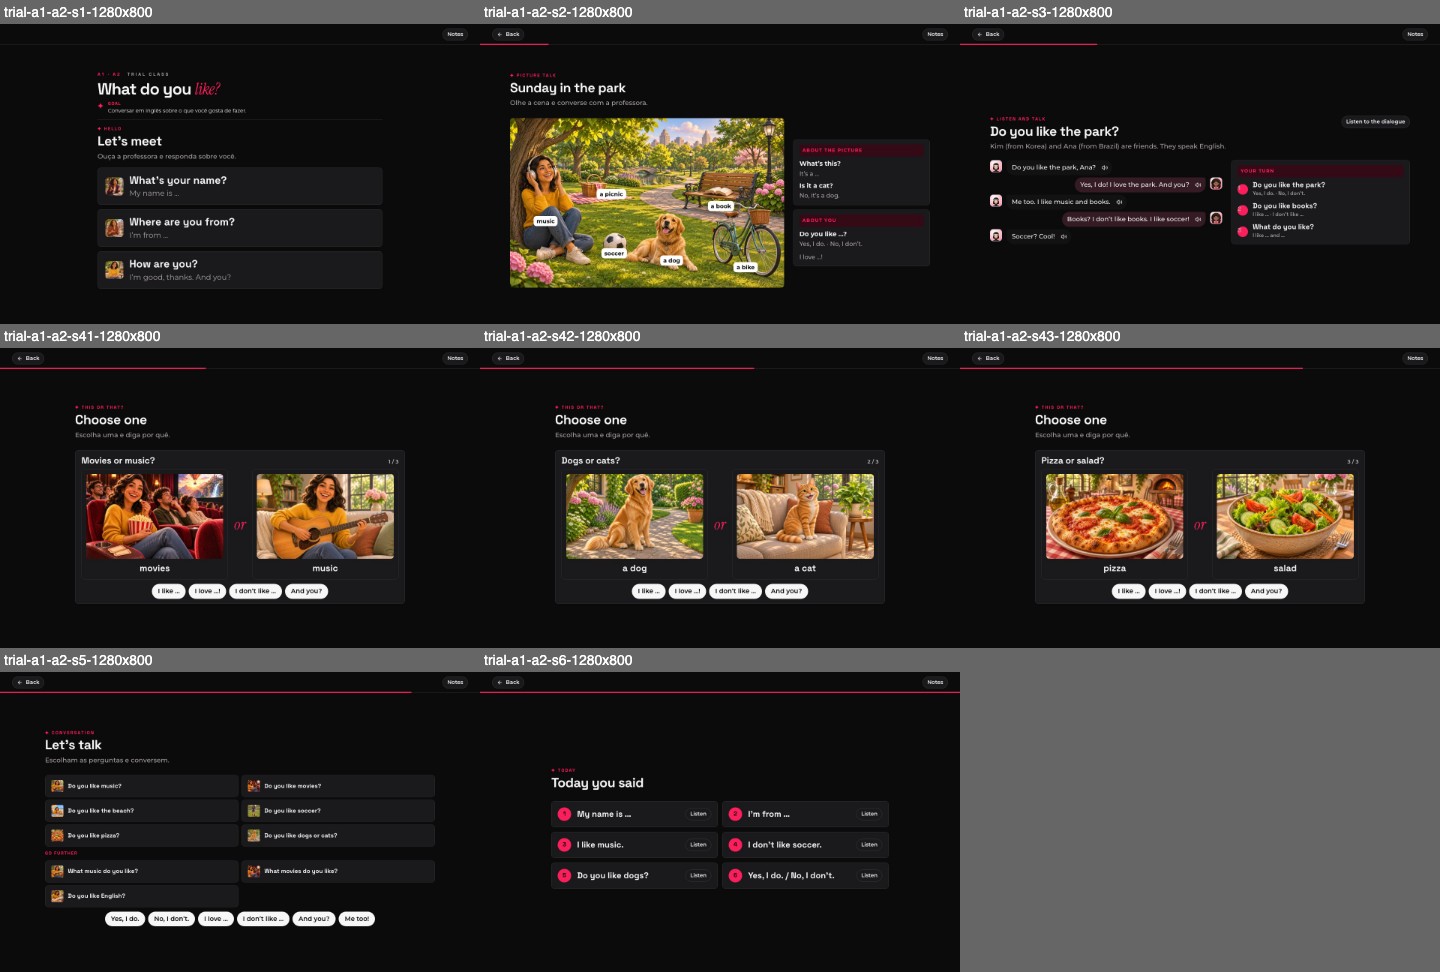 trial-a1-a2-s1-1280x800
Notes
A1 · A2 TRIAL CLASS
What do you like?
GOAL
Conversar em inglês sobre o que você gosta de fazer.
HELLO
Let's meet
Ouça a professora e responda sobre você.
What's your name?
My name is ...
Where are you from?
I'm from ...
How are you?
I'm good, thanks. And you?
trial-a1-a2-s2-1280x800
← Back
Notes
PICTURE TALK
Sunday in the park
Olhe a cena e converse com a professora.
a picnic
a book
music
soccer
a dog
a bike
ABOUT THE PICTURE
What's this?
It's a ...
Is it a cat?
No, it's a dog.
ABOUT YOU
Do you like ...?
Yes, I do. · No, I don't.
I love ...!
trial-a1-a2-s3-1280x800
← Back
Notes
LISTEN AND TALK
Do you like the park?
Kim (from Korea) and Ana (from Brazil) are friends. They speak English.
Listen to the dialogue
Do you like the park, Ana?
Yes, I do! I love the park. And you?
Me too. I like music and books.
Books? I don't like books. I like soccer!
Soccer? Cool!
YOUR TURN
Do you like the park?
Yes, I do. · No, I don't.
Do you like books?
I like ... · I don't like ...
What do you like?
I like ... and ...
trial-a1-a2-s41-1280x800
← Back
Notes
THIS OR THAT?
Choose one
Escolha uma e diga por quê.
Movies or music?
1 / 3
or
movies
music
I like ...
I love ...!
I don't like ...
And you?
trial-a1-a2-s42-1280x800
← Back
Notes
THIS OR THAT?
Choose one
Escolha uma e diga por quê.
Dogs or cats?
2 / 3
or
a dog
a cat
I like ...
I love ...!
I don't like ...
And you?
trial-a1-a2-s43-1280x800
← Back
Notes
THIS OR THAT?
Choose one
Escolha uma e diga por quê.
Pizza or salad?
3 / 3
or
pizza
salad
I like ...
I love ...!
I don't like ...
And you?
trial-a1-a2-s5-1280x800
← Back
Notes
CONVERSATION
Let's talk
Escolham as perguntas e conversem.
Do you like music?
Do you like movies?
Do you like the beach?
Do you like soccer?
Do you like pizza?
Do you like dogs or cats?
GO FURTHER
What music do you like?
What movies do you like?
Do you like English?
Yes, I do.
No, I don't.
I love ...
I don't like ...
And you?
Me too!
trial-a1-a2-s6-1280x800
← Back
Notes
TODAY
Today you said
1 My name is ... Listen
2 I'm from ... Listen
3 I like music. Listen
4 I don't like soccer. Listen
5 Do you like dogs? Listen
6 Yes, I do. / No, I don't. Listen